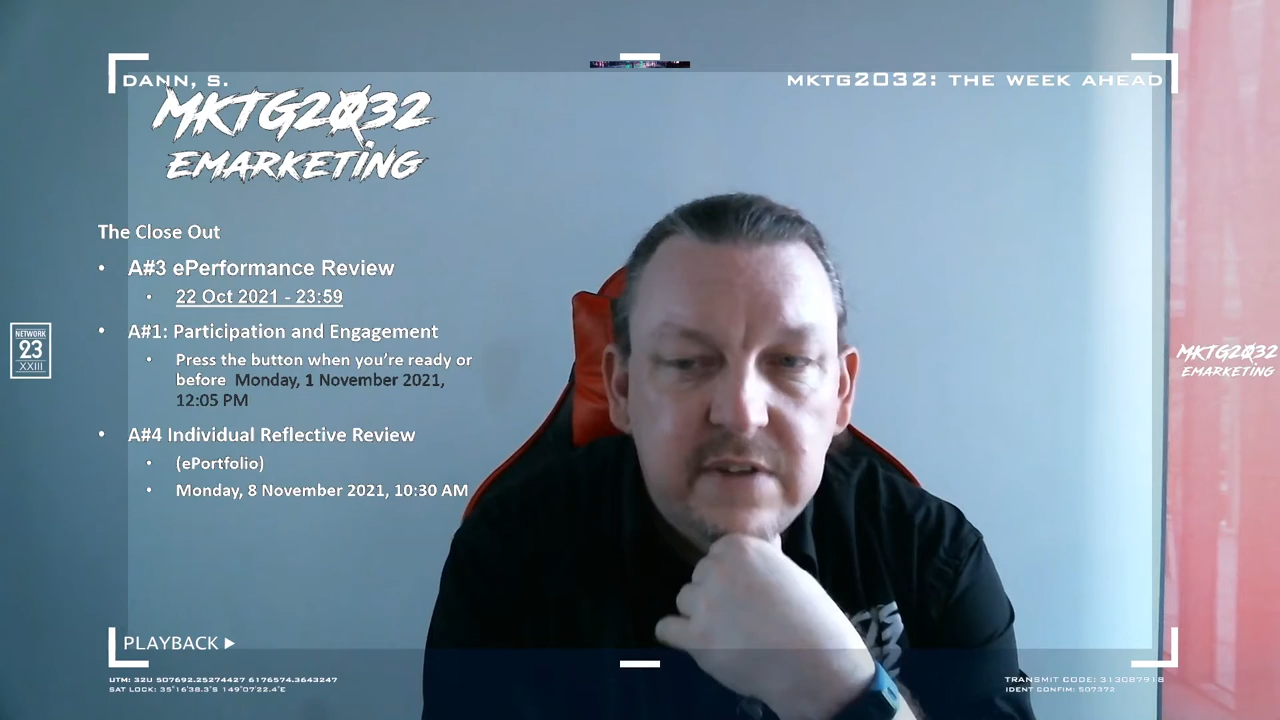 DANN, S.
MKTG2032: THE WEEK AHEAD
MKTG2032
EMARKETING
The Close Out
• A#3 ePerformance Review
• 22 Oct 2021 - 23:59
• A#1: Participation and Engagement
• Press the button when you're ready or
before Monday, 1 November 2021,
12:05 PM
• A#4 Individual Reflective Review
• (ePortfolio)
• Monday, 8 November 2021, 10:30 AM
NETWORK
23
XXIII
MKTG2032
EMARKETING
PLAYBACK
UTM: 32U 507692.25274427 6176574.3643247
SAT LOCK: 35°16'38.3"S 149°07'22.4"E
TRANSMIT CODE: 313087918
IDENT CONFIM: 507372